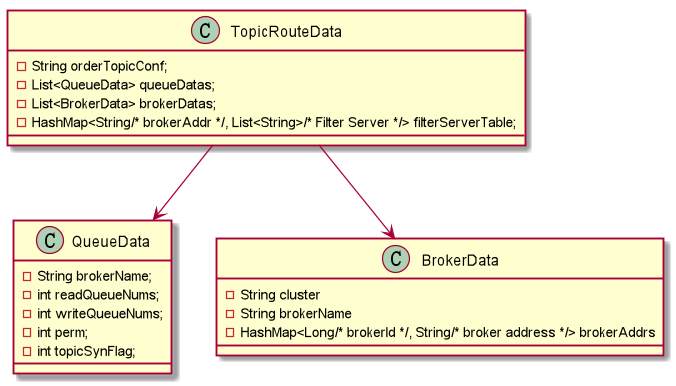 C TopicRouteData
String orderTopicConf;
List<QueueData> queueDatas;
List<BrokerData> brokerDatas;
HashMap<String/* brokerAddr */, List<String>/* Filter Server */> filterServerTable;
C QueueData
String brokerName;
int readQueueNums;
int writeQueueNums;
int perm;
int topicSynFlag;
C BrokerData
String cluster
String brokerName
HashMap<Long/* brokerId */, String/* broker address */> brokerAddrs